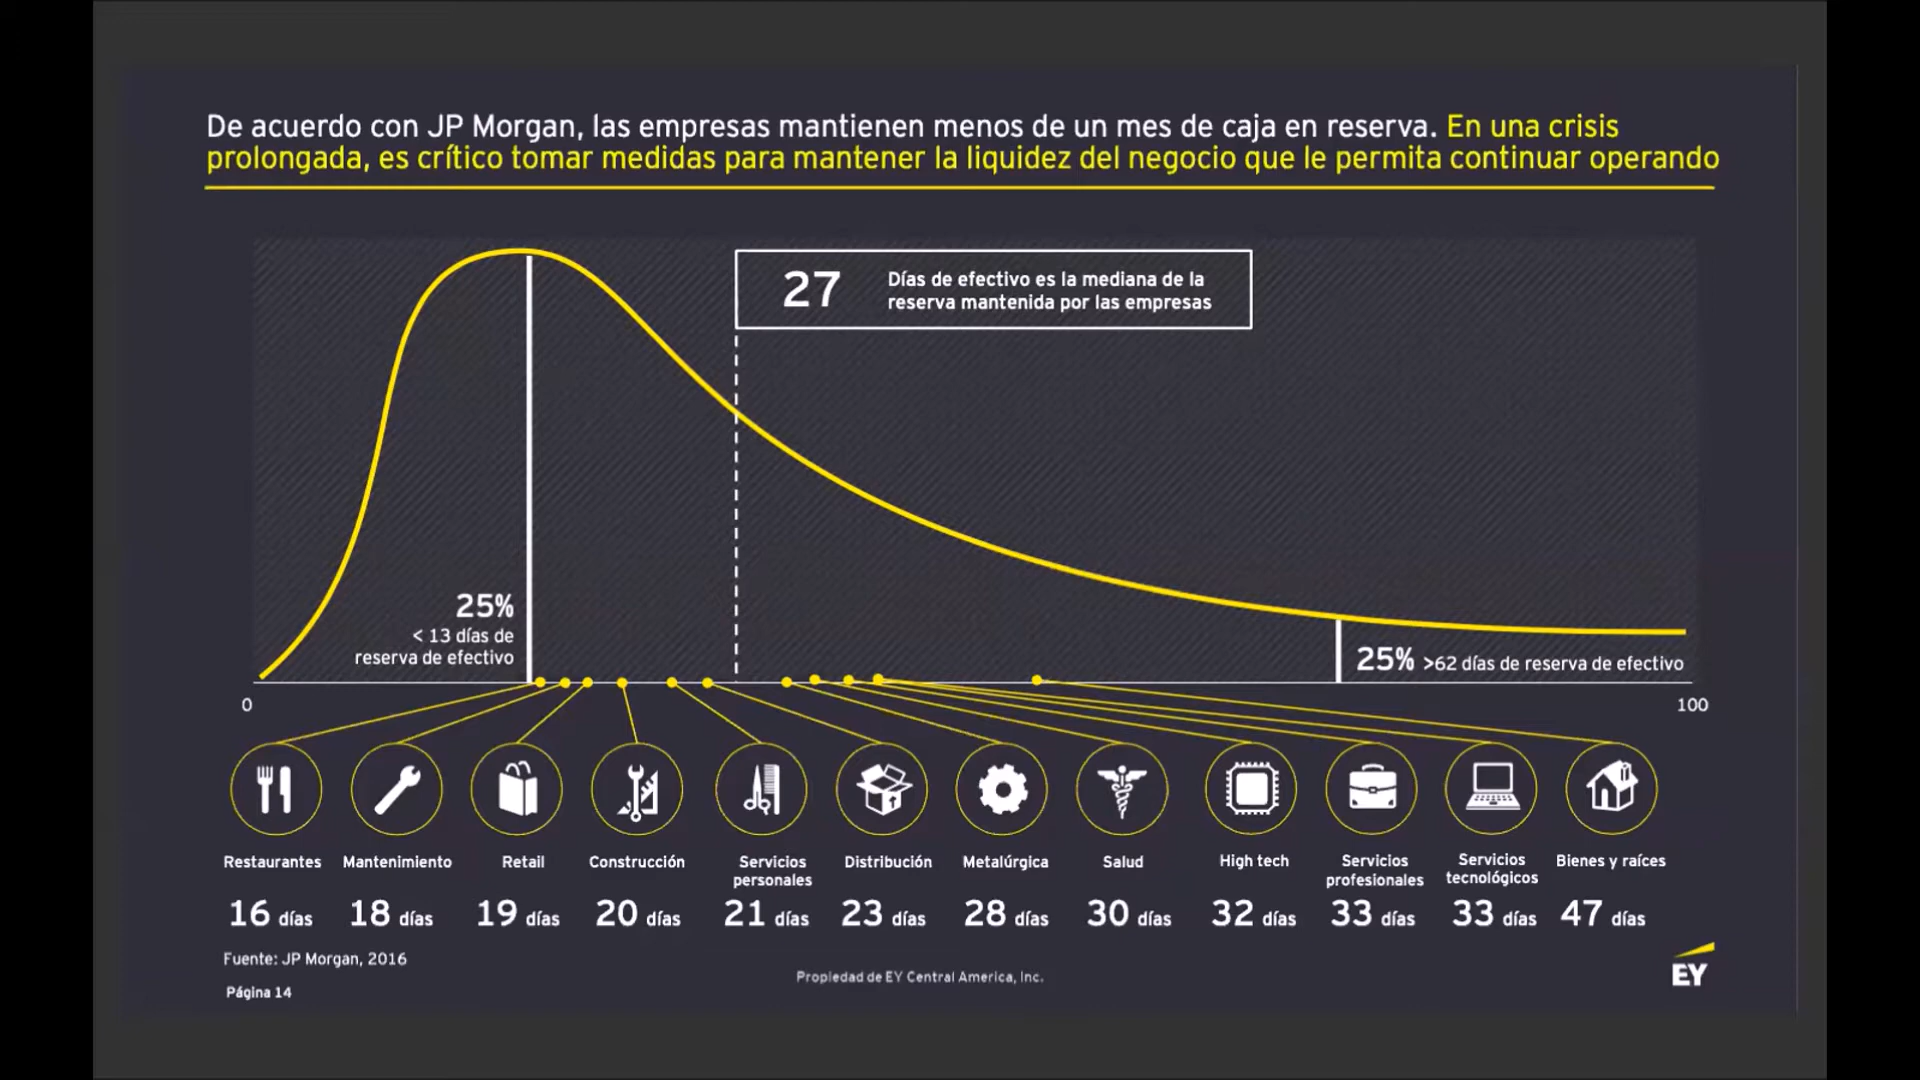 De acuerdo con JP Morgan, las empresas mantienen menos de un mes de caja en reserva. En una crisis
prolongada, es crítico tomar medidas para mantener la liquidez del negocio que le permita continuar operando
27
Días de efectivo es la mediana de la
reserva mantenida por las empresas
25%
< 13 días de
reserva de efectivo
25% >62 días de reserva de efectivo
0
100
Restaurantes
16 días
Mantenimiento
18 días
Retail
19 días
Construcción
20 días
Servicios
personales
21 días
Distribución
23 días
Metalúrgica
28 días
Salud
30 días
High tech
32 días
Servicios
profesionales
33 días
Servicios
tecnológicos
33 días
Bienes y raíces
47 días
Fuente: JP Morgan, 2016
Página 14
Propiedad de EY Central America, Inc.
EY